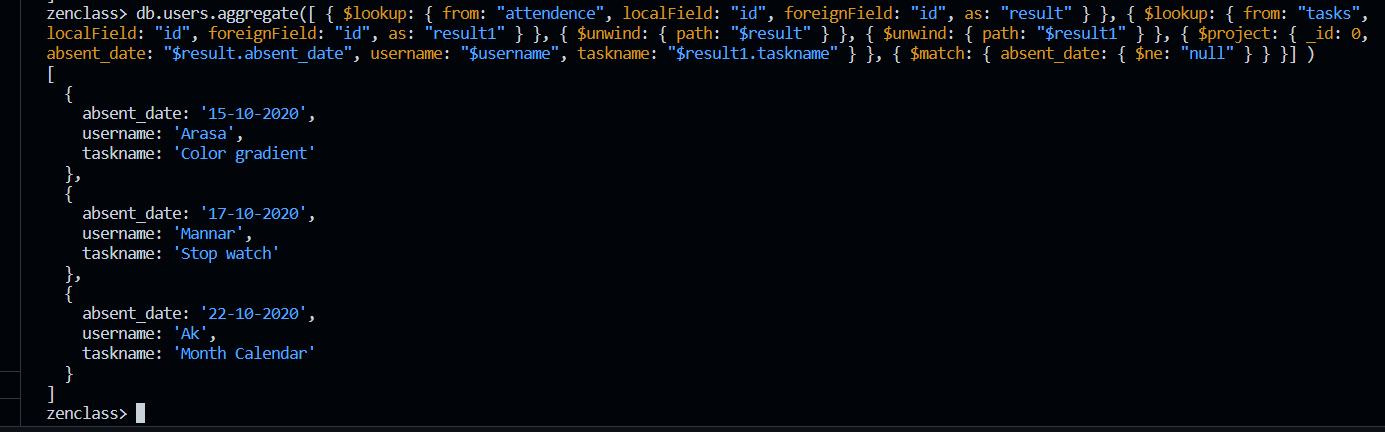 zenclass> db.users.aggregate([ { $lookup: { from: "attendence", localField: "id", foreignField: "id", as: "result" } }, { $lookup: { from: "tasks",
localField: "id", foreignField: "id", as: "result1" } }, { $unwind: { path: "$result" } }, { $unwind: { path: "$result1" } }, { $project: { _id: 0,
absent_date: "$result.absent_date", username: "$username", taskname: "$result1.taskname" } }, { $match: { absent_date: { $ne: "null" } } }] )
[
  {
    absent_date: '15-10-2020',
    username: 'Arasa',
    taskname: 'Color gradient'
  },
  {
    absent_date: '17-10-2020',
    username: 'Mannar',
    taskname: 'Stop watch'
  },
  {
    absent_date: '22-10-2020',
    username: 'Ak',
    taskname: 'Month Calendar'
  }
]
zenclass>